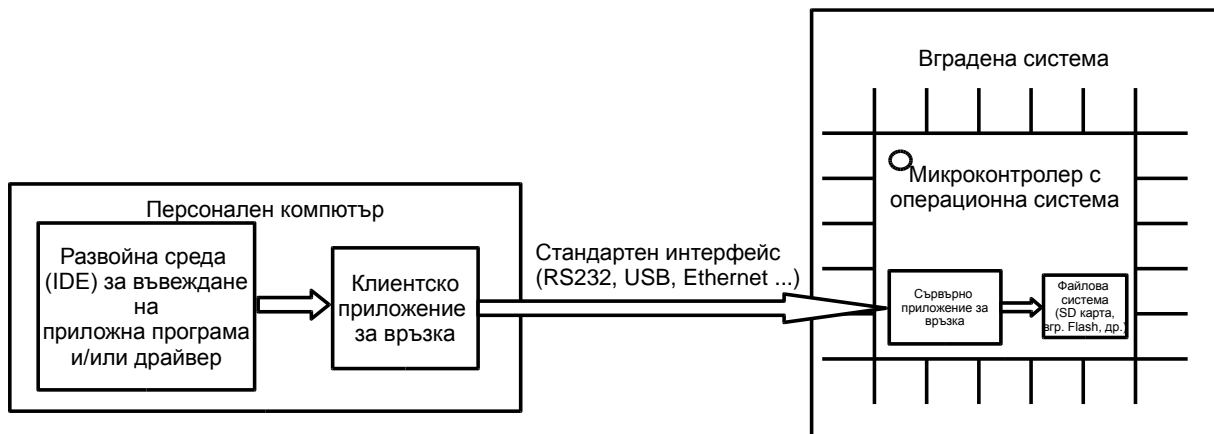 Вградена система
Микроконтролер с
операционна система
Персонален компютър
Развойна среда
(IDE) за въвеждане
на
приложна програма
и/или драйвер
Клиентско
приложение
за връзка
Стандартен интерфейс
(RS232, USB, Ethernet ...)
Сървърно
приложение за
връзка
Файлова
система
(SD карта,
вгр. Flash, др.)